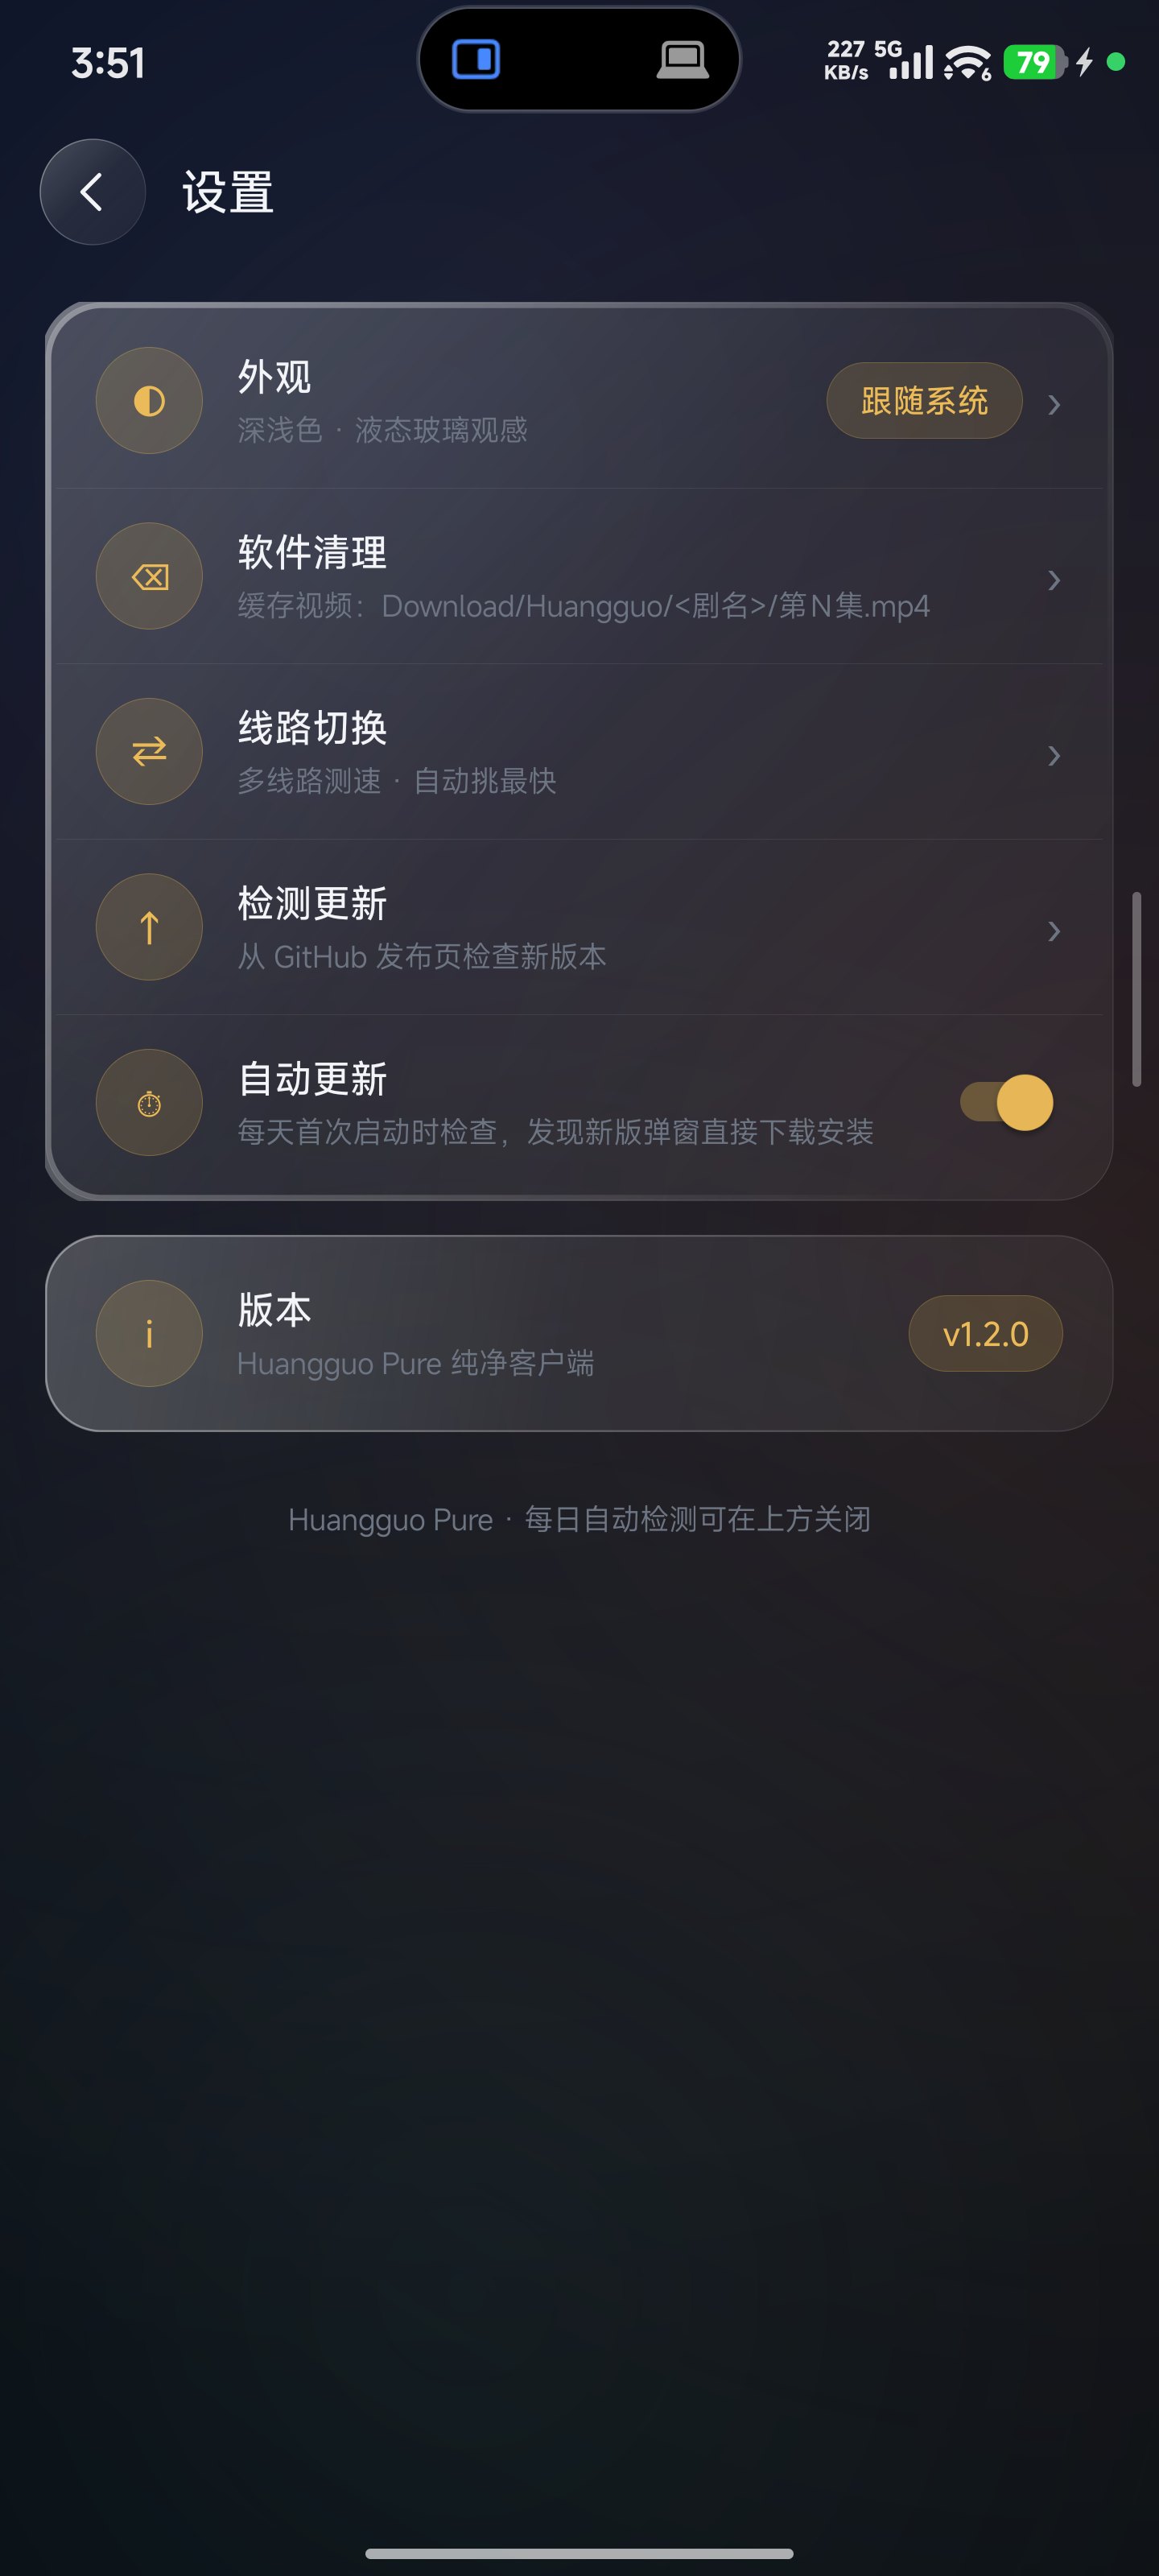 3:51
227 5G
KB/s
6
79
设置
外观
深浅色 · 液态玻璃观感
跟随系统
软件清理
缓存视频：Download/Huangguo/<剧名>/第N集.mp4
线路切换
多线路测速 · 自动挑最快
检测更新
从 GitHub 发布页检查新版本
自动更新
每天首次启动时检查，发现新版弹窗直接下载安装
i
版本
Huangguo Pure 纯净客户端
v1.2.0
Huangguo Pure · 每日自动检测可在上方关闭